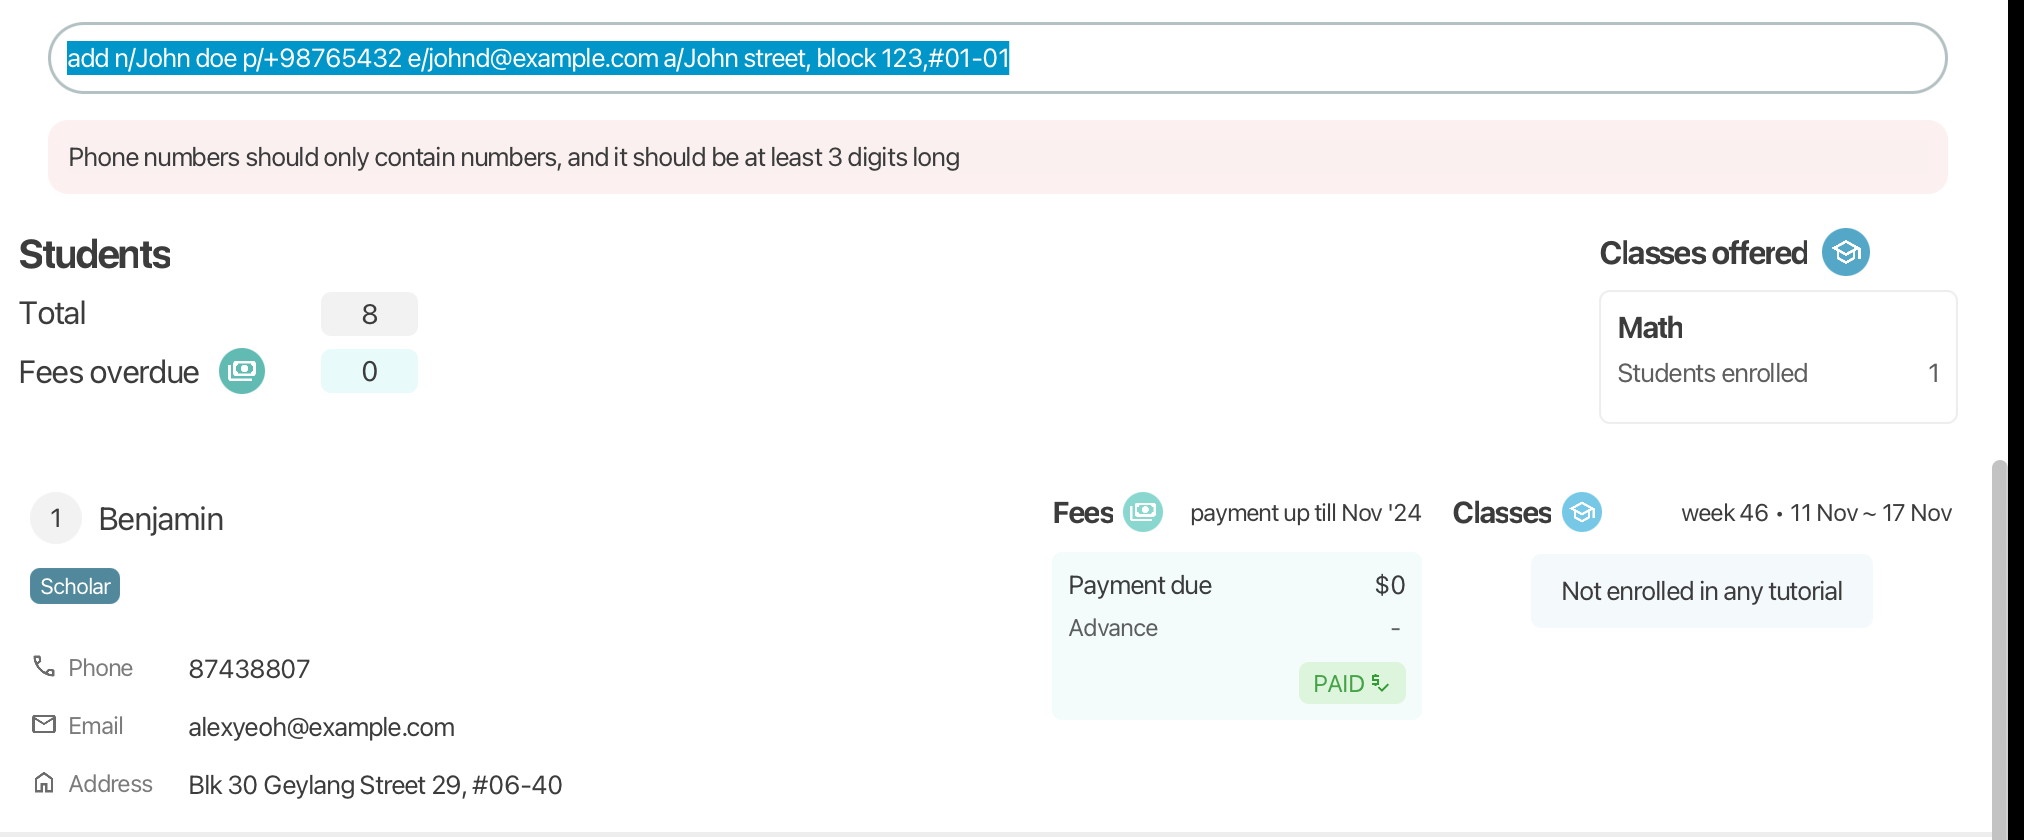 add n/John doe p/+98765432 e/johnd@example.com a/John street, block 123,#01-01
Phone numbers should only contain numbers, and it should be at least 3 digits long
Students
Total 8
Fees overdue 0
Classes offered
Math
Students enrolled 1
1 Benjamin
Scholar
Phone 87438807
Email alexyeoh@example.com
Address Blk 30 Geylang Street 29, #06-40
Fees payment up till Nov '24
Payment due $0
Advance -
PAID
Classes week 46 • 11 Nov ~ 17 Nov
Not enrolled in any tutorial